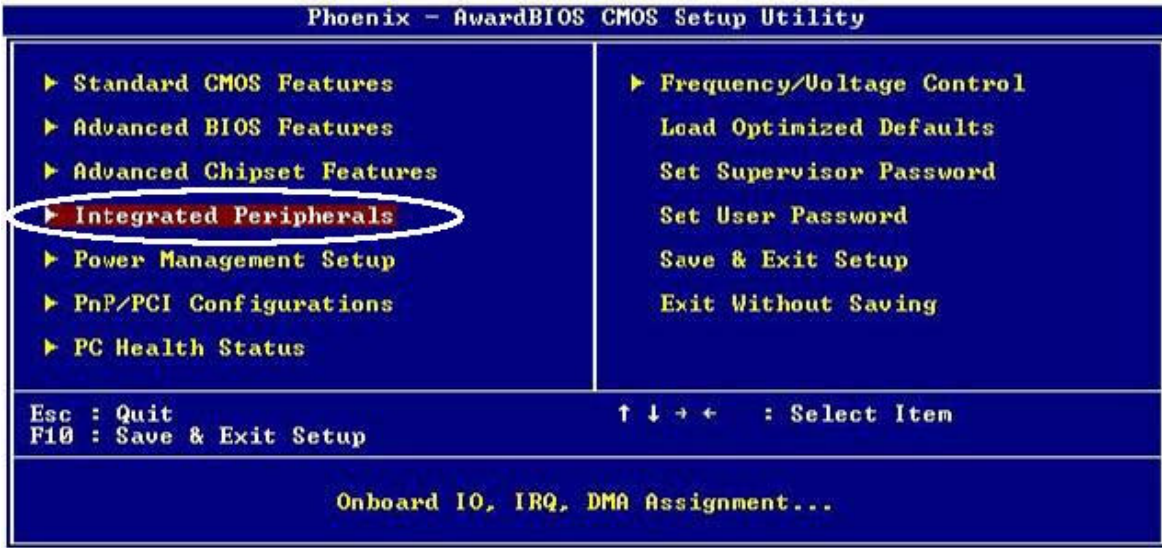 Phoenix - AwardBIOS CMOS Setup Utility
► Standard CMOS Features
► Advanced BIOS Features
► Advanced Chipset Features
► Integrated Peripherals
► Power Management Setup
► PnP/PCI Configurations
► PC Health Status
► Frequency/Voltage Control
Load Optimized Defaults
Set Supervisor Password
Set User Password
Save & Exit Setup
Exit Without Saving
Esc : Quit
F10 : Save & Exit Setup
↑ ↓ → ← : Select Item
Onboard IO, IRQ, DMA Assignment...